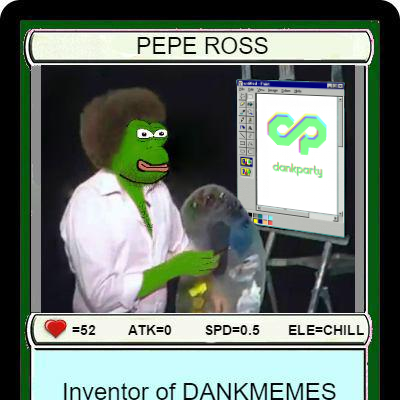 PEPE ROSS
dankparty
=52 ATK=0 SPD=0.5 ELE=CHILL
Inventor of DANKMEMES